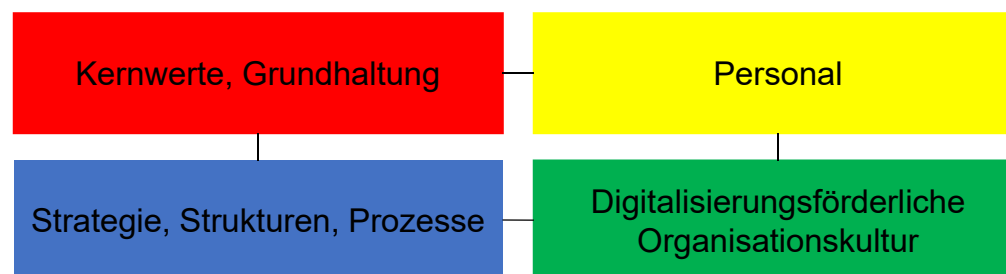 Kernwerte, Grundhaltung
Personal
Strategie, Strukturen, Prozesse
Digitalisierungsförderliche
Organisationskultur